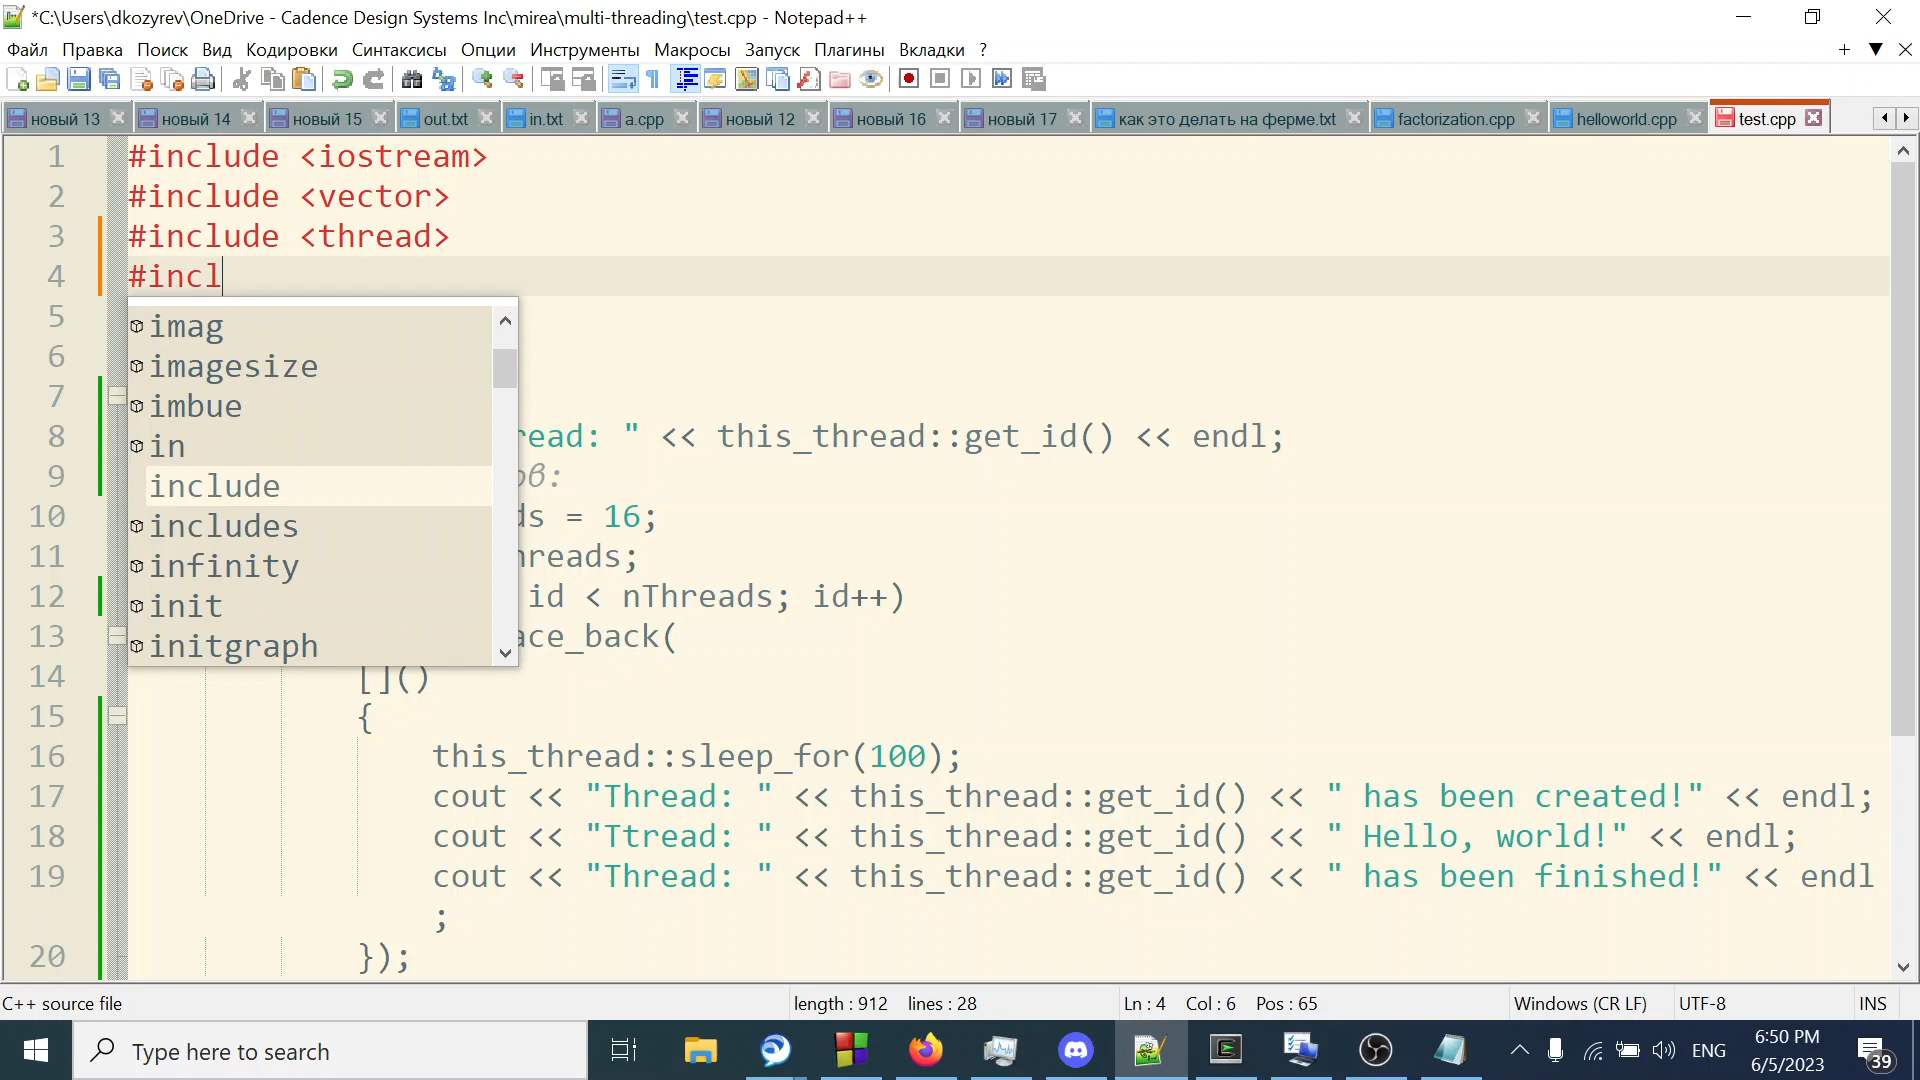 *C:\Users\dkozyrev\OneDrive - Cadence Design Systems Inc\mirea\multi-threading\test.cpp - Notepad++
Файл Правка Поиск Вид Кодировки Синтаксисы Опции Инструменты Макросы Запуск Плагины Вкладки ?
новый 13 новый 14 новый 15 out.txt in.txt a.cpp новый 12 новый 16 новый 17 как это делать на ферме.txt factorization.cpp helloworld.cpp test.cpp
1 #include <iostream>
2 #include <vector>
3 #include <thread>
4 #incl
5
6
7
8 read: " << this_thread::get_id() << endl;
9 ов:
10 ds = 16;
11 hreads;
12 id < nThreads; id++)
13 ace_back(
imag
imagesize
imbue
in
include
includes
infinity
init
initgraph
14 []()
15 {
16 this_thread::sleep_for(100);
17 cout << "Thread: " << this_thread::get_id() << " has been created!" << endl;
18 cout << "Ttread: " << this_thread::get_id() << " Hello, world!" << endl;
19 cout << "Thread: " << this_thread::get_id() << " has been finished!" << endl
;
20 });
C++ source file length : 912 lines : 28 Ln : 4 Col : 6 Pos : 65 Windows (CR LF) UTF-8 INS
Type here to search ENG 6:50 PM
6/5/2023 39